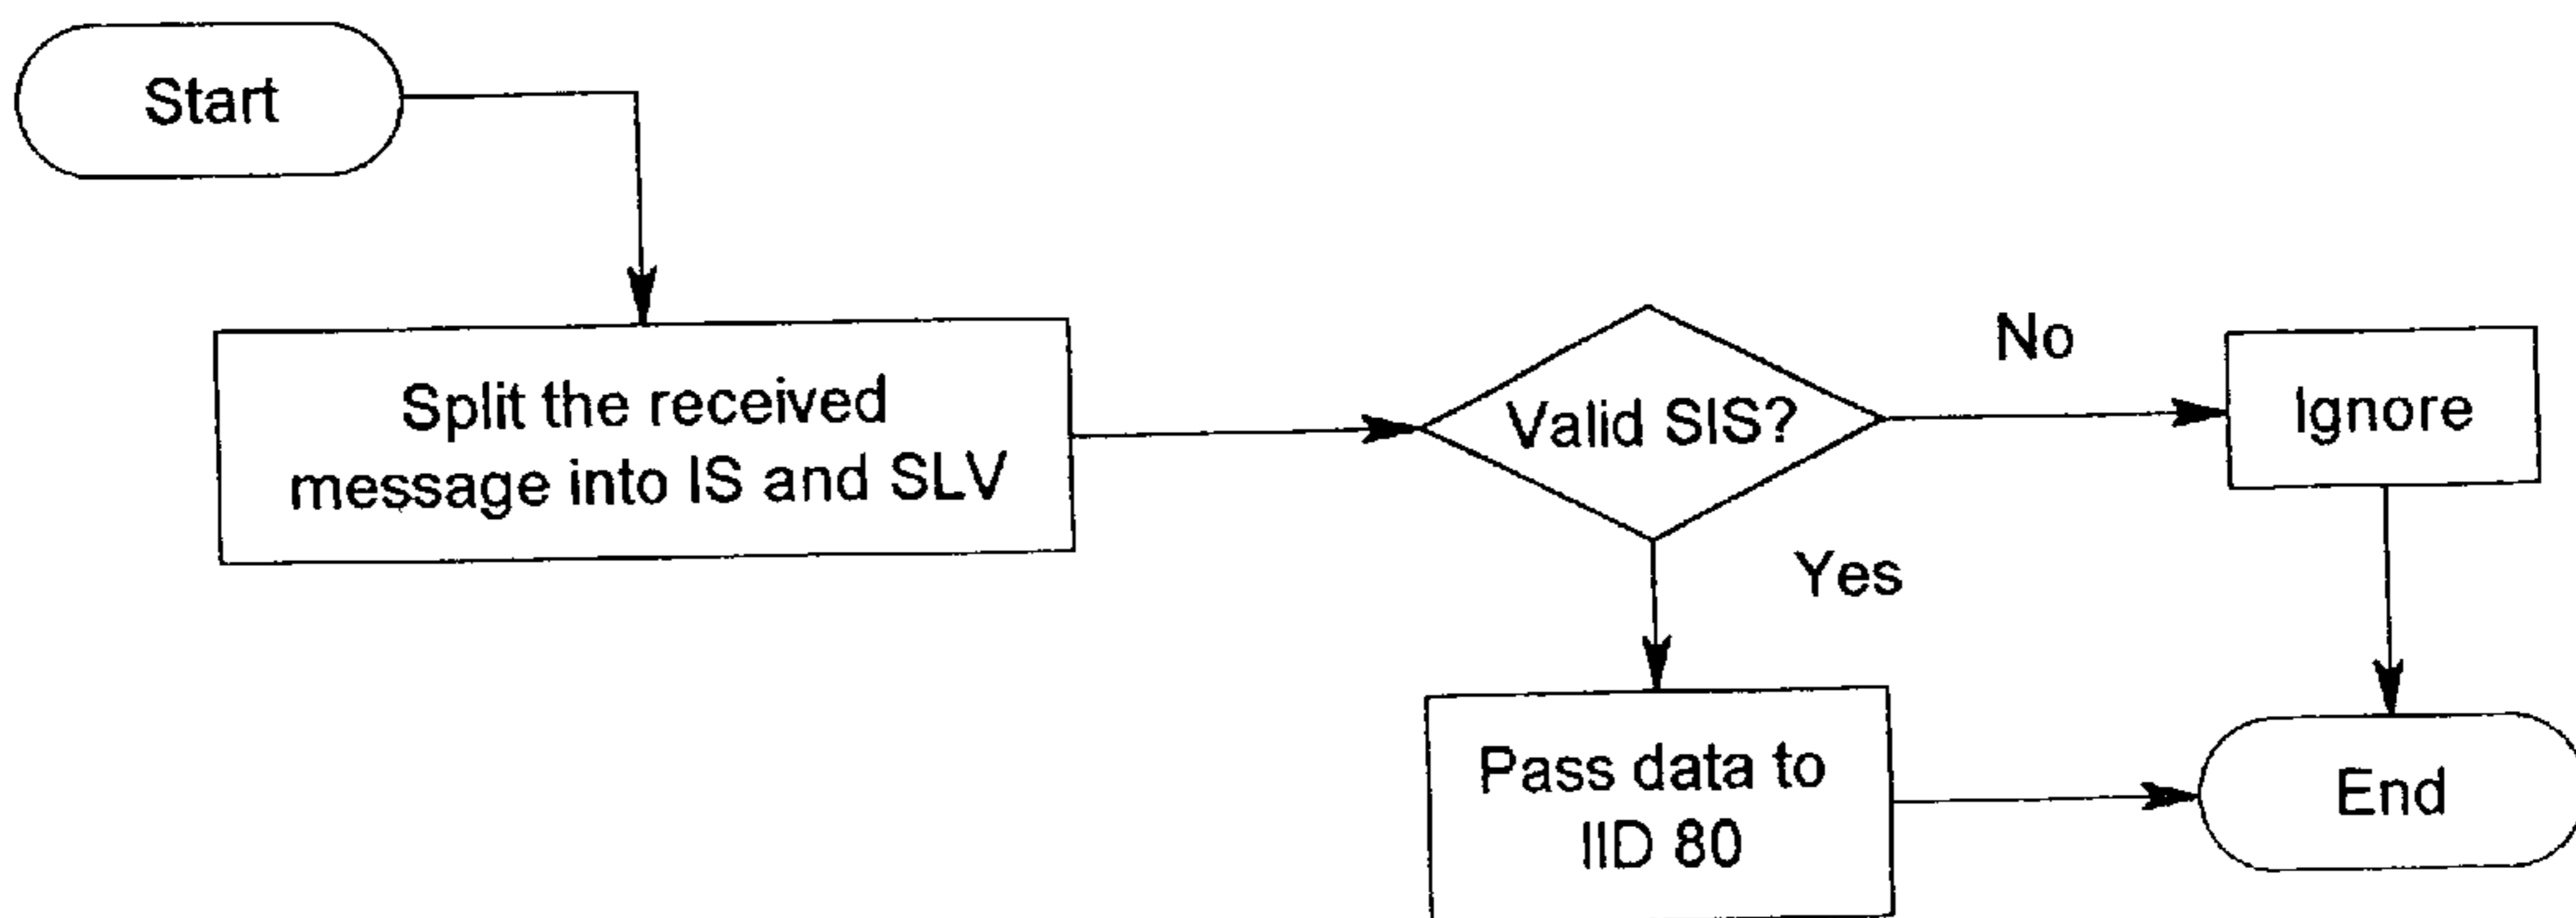 Start
Split the received
message into IS and SLV
Valid SIS?
No
Ignore
Yes
Pass data to
IID 80
End